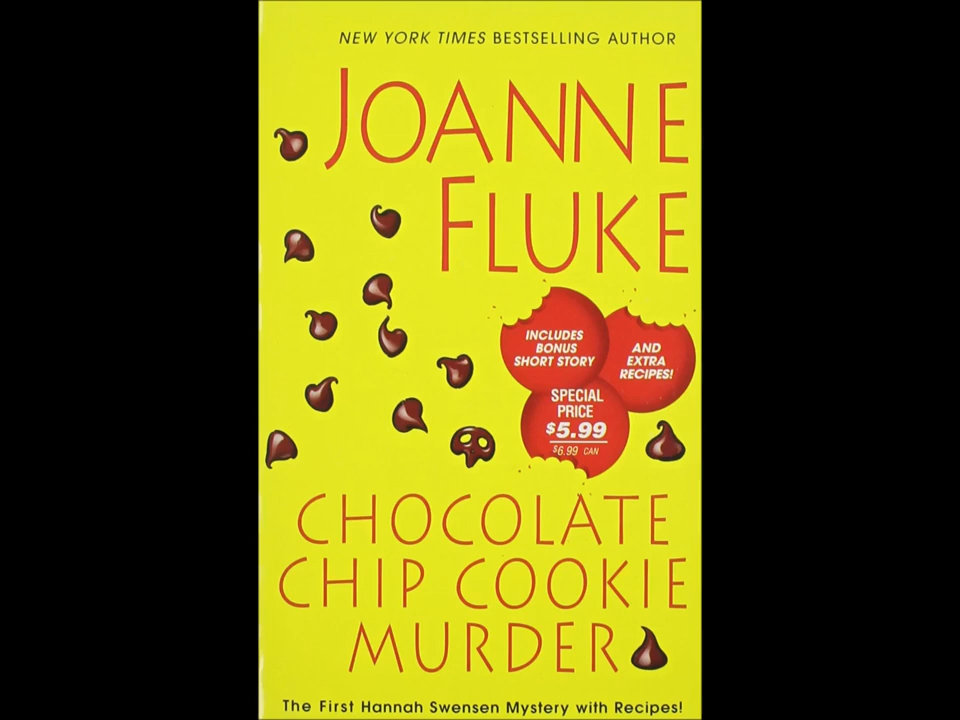 NEW YORK TIMES BESTSELLING AUTHOR
JOANNE
FLUKE
INCLUDES
BONUS
SHORT STORY
AND
EXTRA
RECIPES!
SPECIAL
PRICE
$5.99
$6.99 CAN
CHOCOLATE
CHIP COOKIE
MURDER
The First Hannah Swensen Mystery with Recipes!